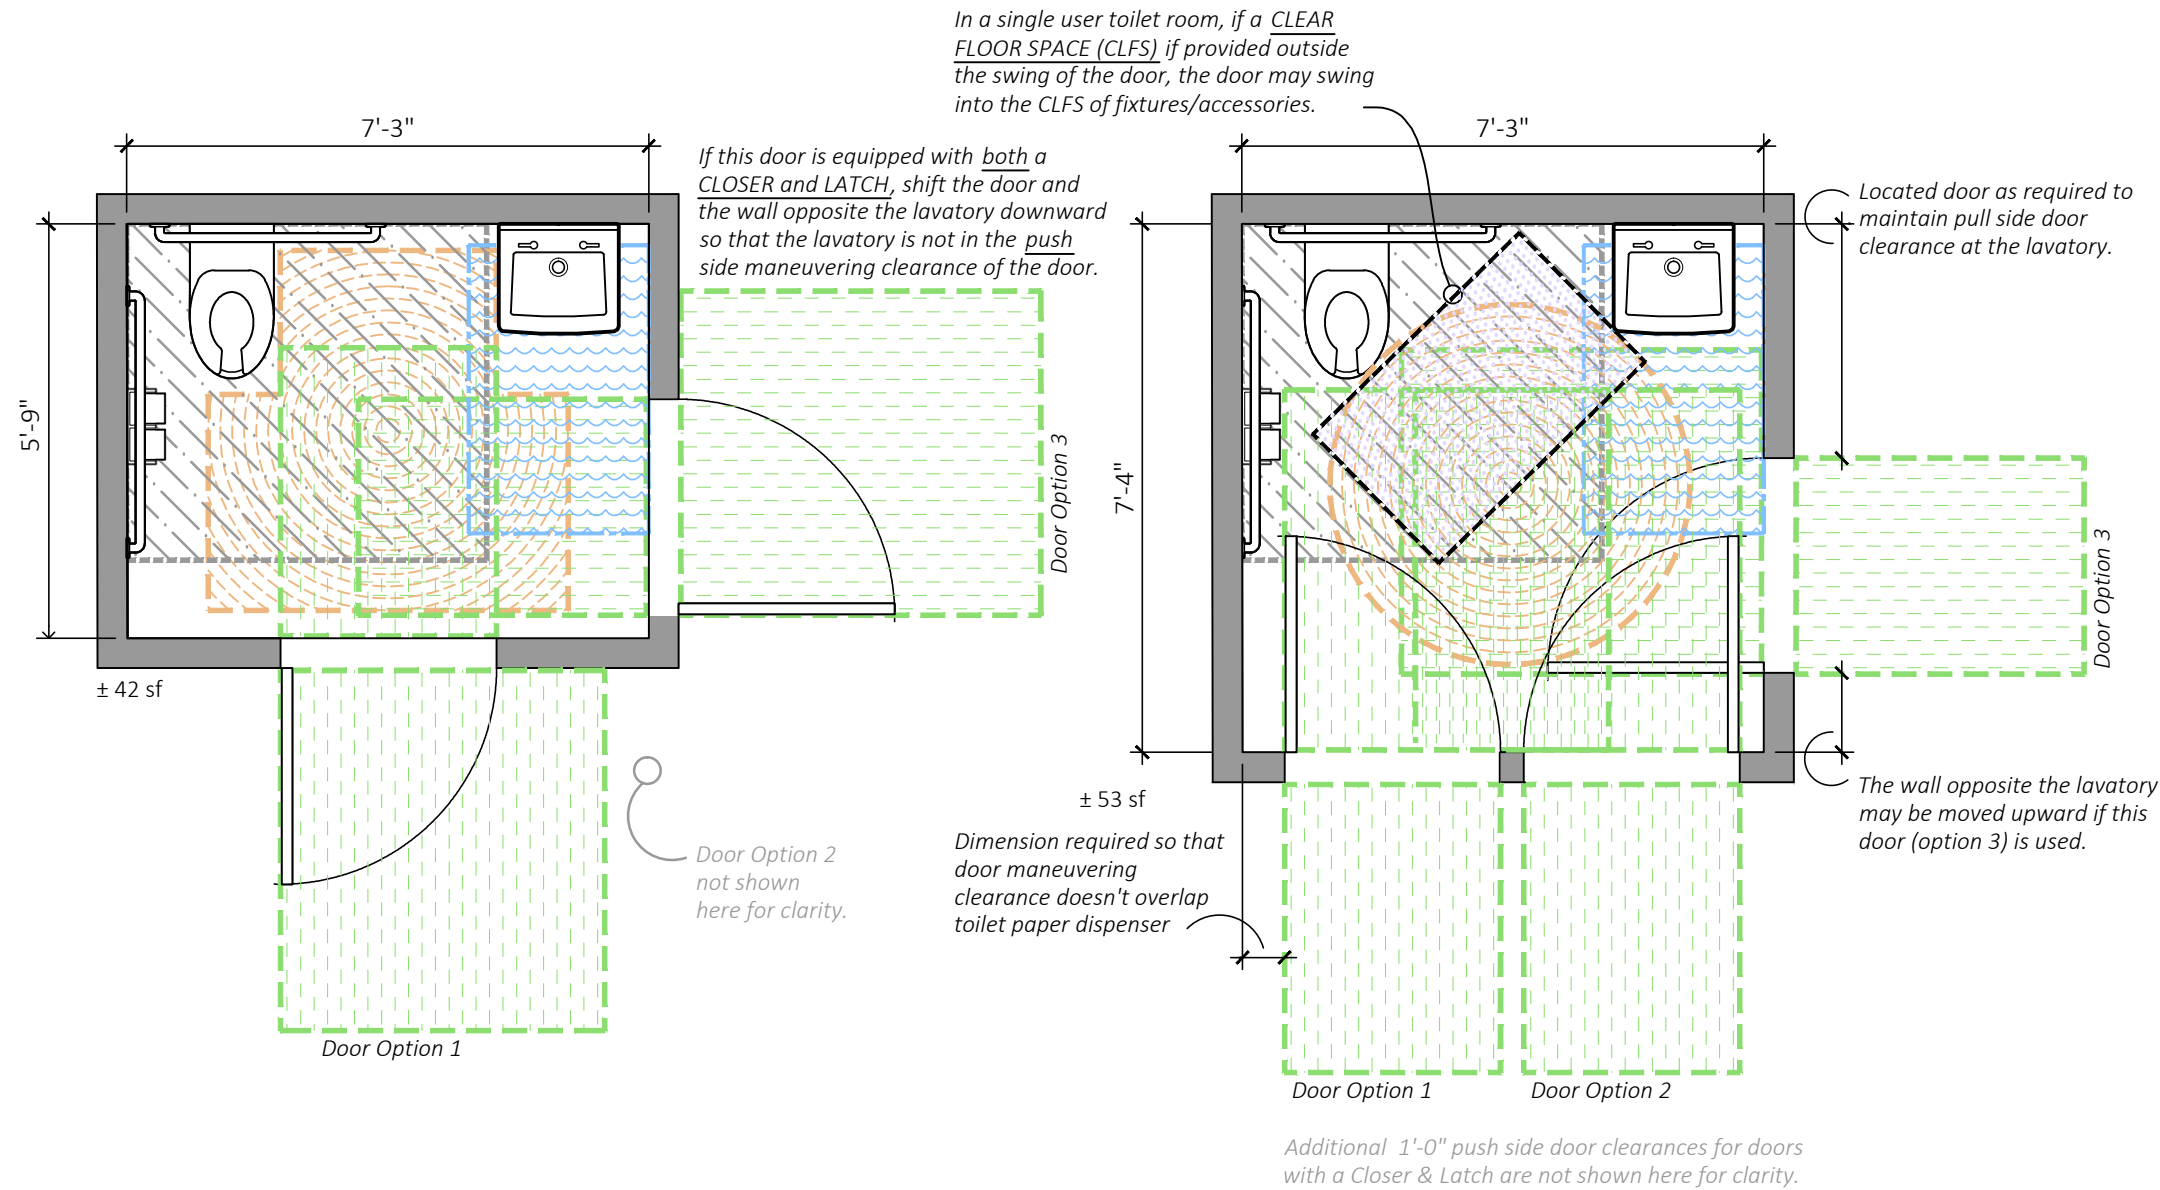 In a single user toilet room, if a CLEAR
FLOOR SPACE (CLFS) if provided outside
the swing of the door, the door may swing
into the CLFS of fixtures/accessories.
7'-3"
If this door is equipped with both a
CLOSER and LATCH, shift the door and
the wall opposite the lavatory downward
so that the lavatory is not in the push
side maneuvering clearance of the door.
5'-9"
Door Option 3
± 42 sf
Door Option 2
not shown
here for clarity.
Door Option 1
7'-3"
Located door as required to
maintain pull side door
clearance at the lavatory.
7'-4"
Door Option 3
± 53 sf
Dimension required so that
door maneuvering
clearance doesn't overlap
toilet paper dispenser
The wall opposite the lavatory
may be moved upward if this
door (option 3) is used.
Door Option 1
Door Option 2
Additional 1'-0" push side door clearances for doors
with a Closer & Latch are not shown here for clarity.